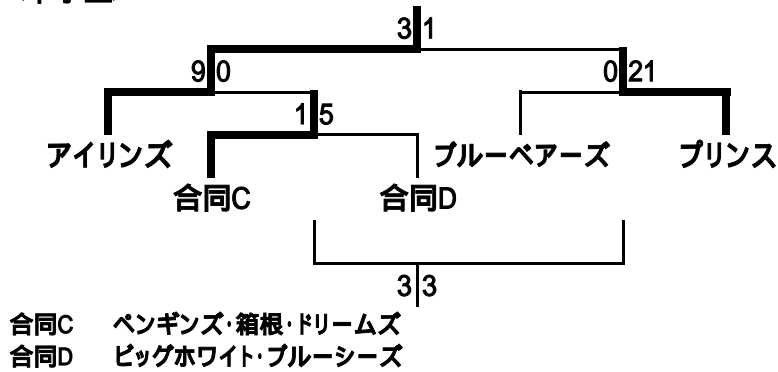 3 1
9 0
0 21
1 5
アイリンズ
ブルーベアーズ
プリンス
合同C
合同D
3 3
合同C ペンギンズ・箱根・ドリームズ
合同D ビッグホワイト・ブルーシーズ